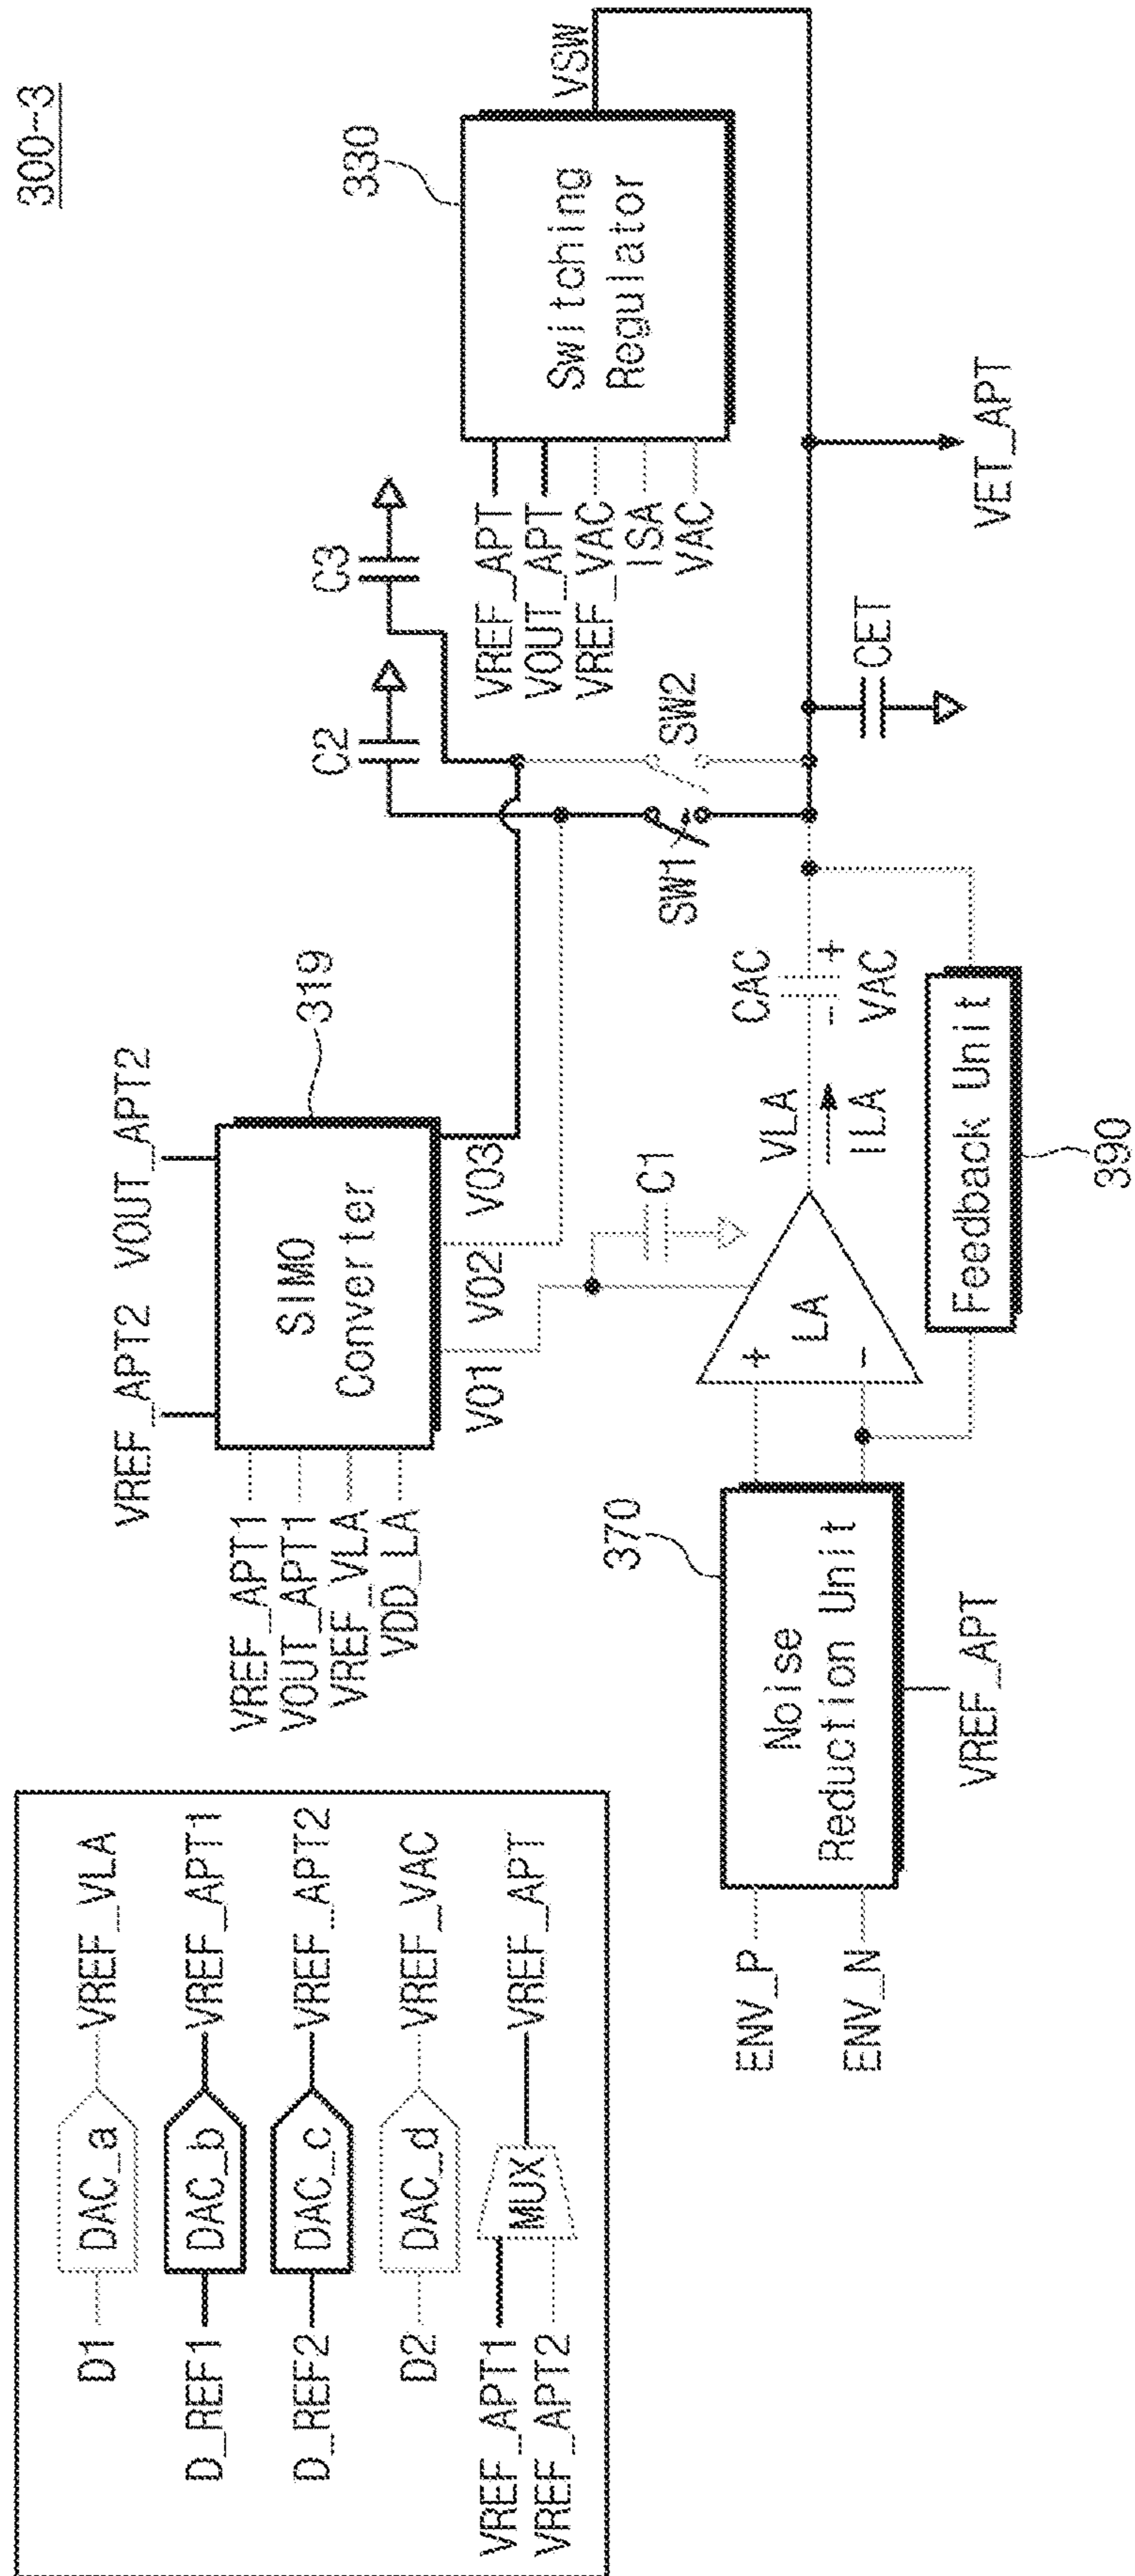 300-3
D1
DAC_a
VREF_VLA
D_REF1
DAC_b
VREF_APT1
D_REF2
DAC_c
VREF_APT2
D2
DAC_d
VREF_VAC
VREF_APT1
VREF_APT2
MUX
VREF_APT
VREF_APT2
VOUT_APT2
319
VREF_APT1
VOUT_APT1
VREF_VLA
VDD_LA
SIMO
Converter
VO1
VO2
VO3
C2
C3
330
VREF_APT
VOUT_APT
VREF_VAC
ISA
VAC
Switching
Regulator
VSW
SW1
SW2
C1
370
ENV_P
ENV_N
Noise
Reduction Unit
VREF_APT
+
-
LA
VLA
ILA
CAC
-
+
VAC
CET
VET_APT
Feedback Unit
390